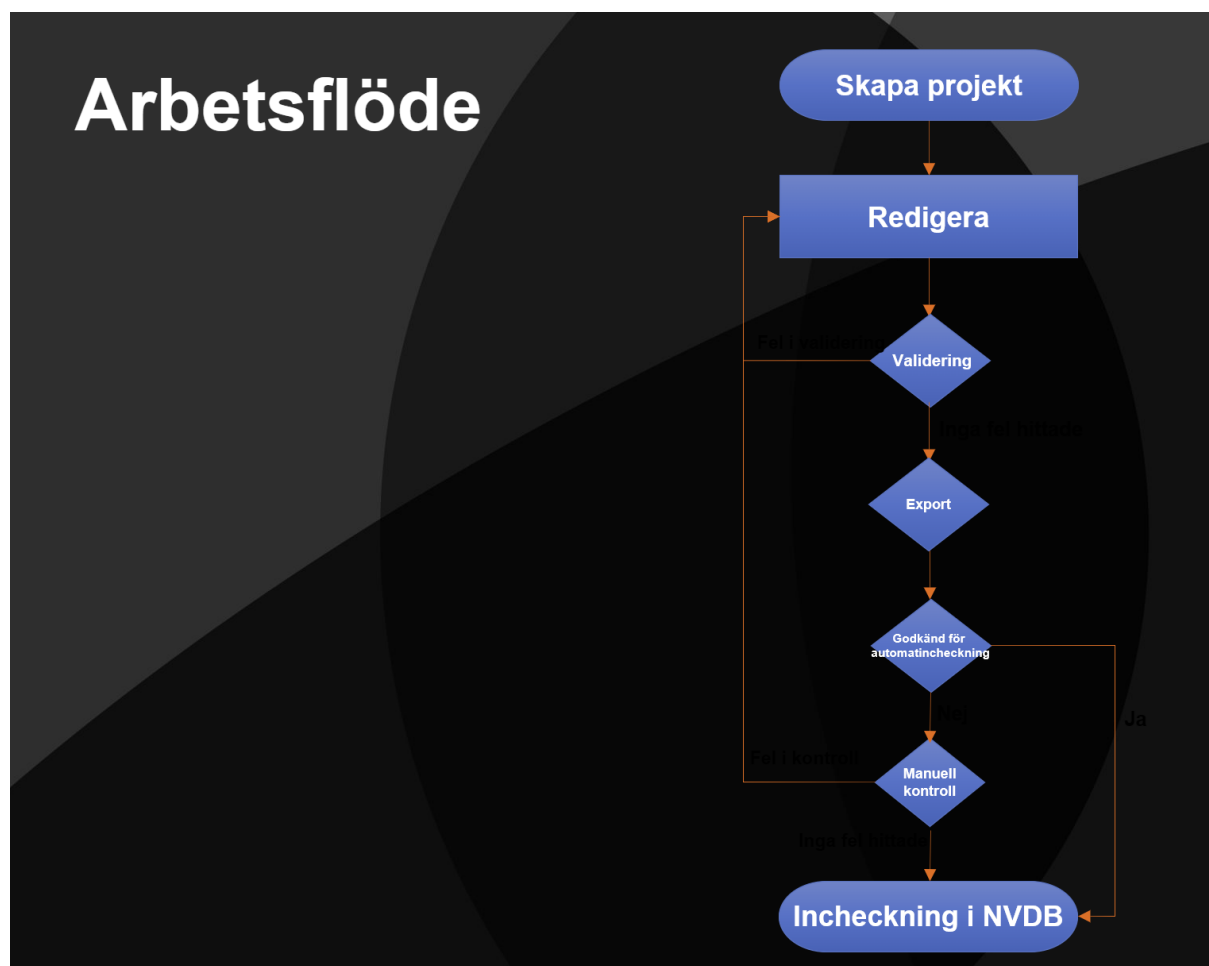 Arbetsflöde
Skapa projekt
Redigera
Fel i validering
Validering
Inga fel hittade
Export
Godkänd för
automatincheckning
Nej
Ja
Fel i kontroll
Manuell
kontroll
Inga fel hittade
Incheckning i NVDB